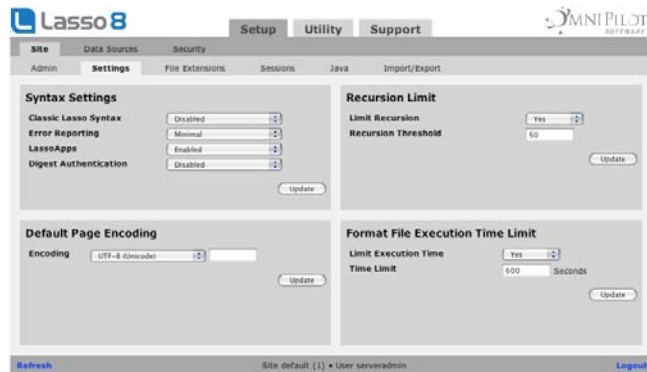 Lasso 8
OMNIPILOT
SOFTWARE
Setup Utility Support
Site Data Sources Security
Admin Settings File Extensions Sessions Java Import/Export
Syntax Settings
Classic Lasso Syntax Disabled
Error Reporting Minimal
LassoApps Enabled
Digest Authentication Disabled
Update
Recursion Limit
Limit Recursion Yes
Recursion Threshold 50
Update
Default Page Encoding
Encoding UTF-8 (Unicode)
Update
Format File Execution Time Limit
Limit Execution Time Yes
Time Limit 600 Seconds
Update
Refresh Site default (1) • User serveradmin Logout